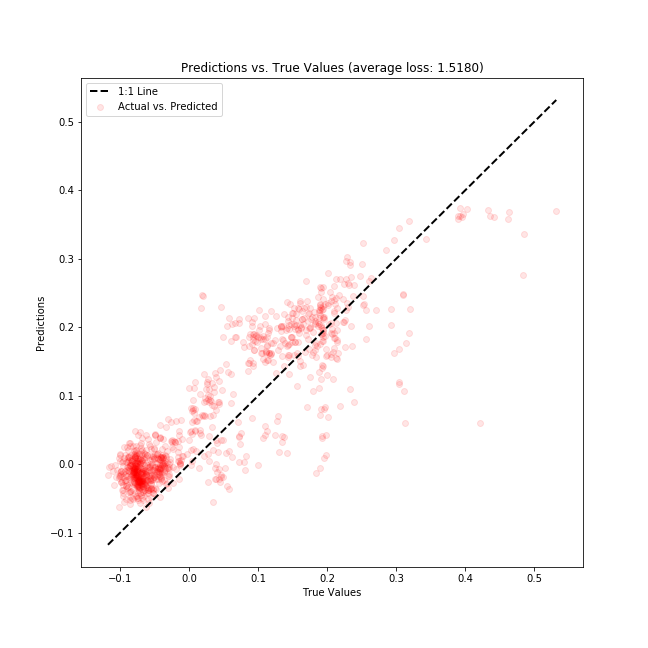 Predictions vs. True Values (average loss: 1.5180)
1:1 Line
Actual vs. Predicted
0.5
0.4
0.3
0.2
0.1
0.0
−0.1
Predictions
−0.1 0.0 0.1 0.2 0.3 0.4 0.5
True Values